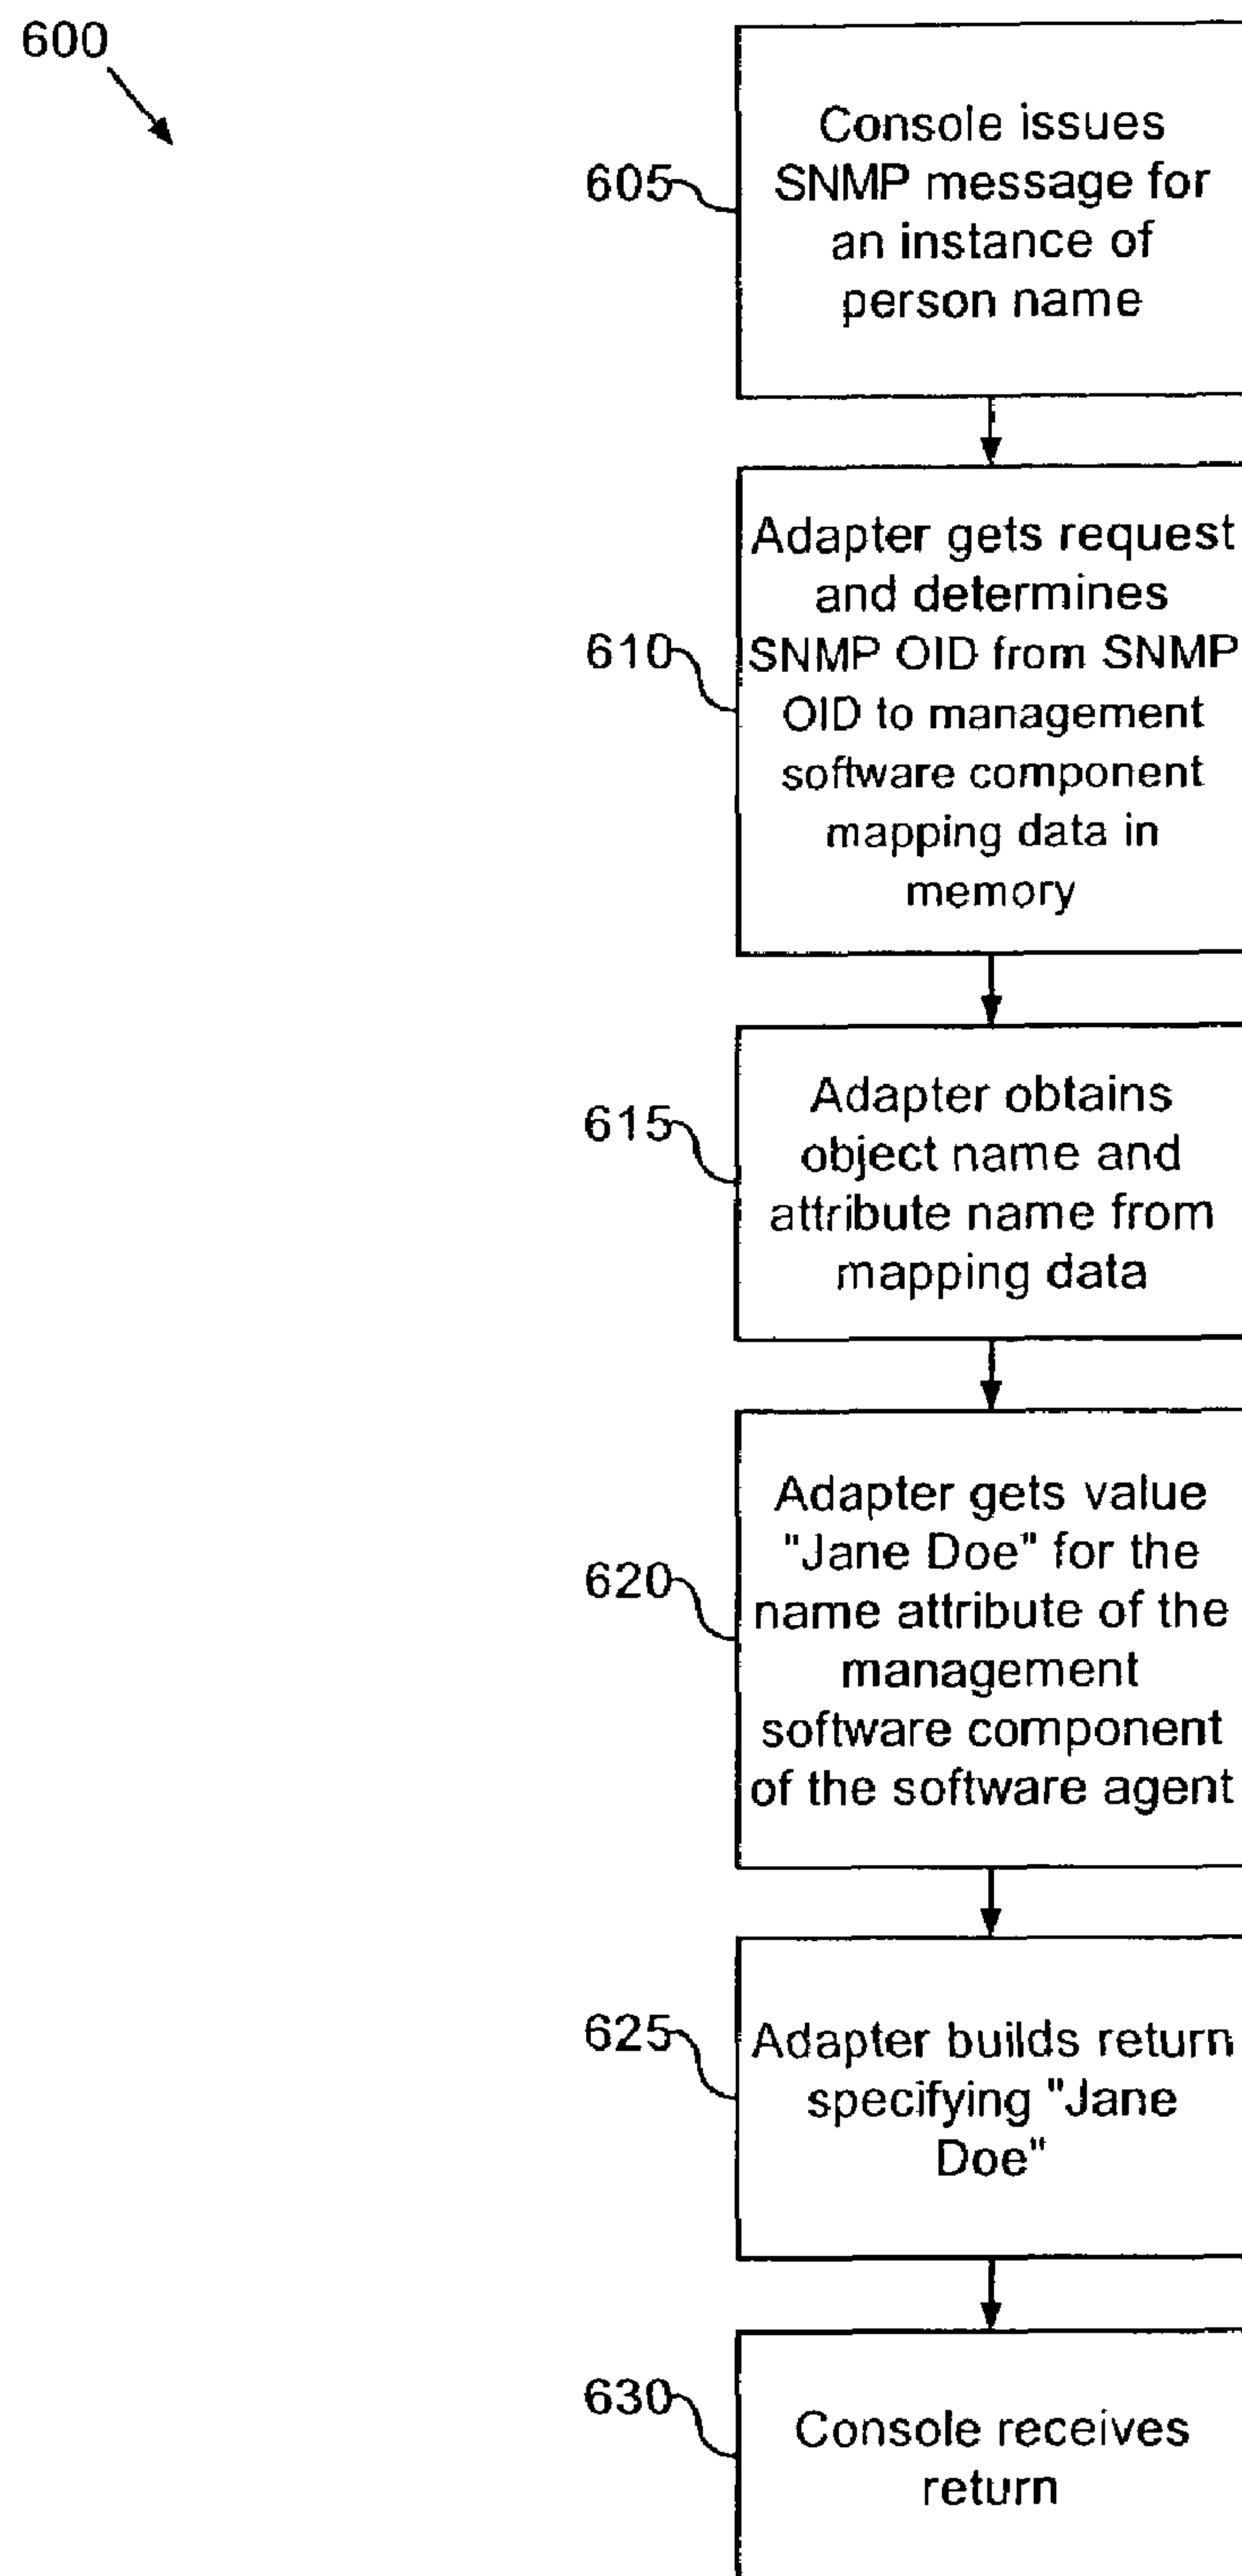 600
605
Console issues
SNMP message for
an instance of
person name
610
Adapter gets request
and determines
SNMP OID from SNMP
OID to management
software component
mapping data in
memory
615
Adapter obtains
object name and
attribute name from
mapping data
620
Adapter gets value
"Jane Doe" for the
name attribute of the
management
software component
of the software agent
625
Adapter builds return
specifying "Jane
Doe"
630
Console receives
return